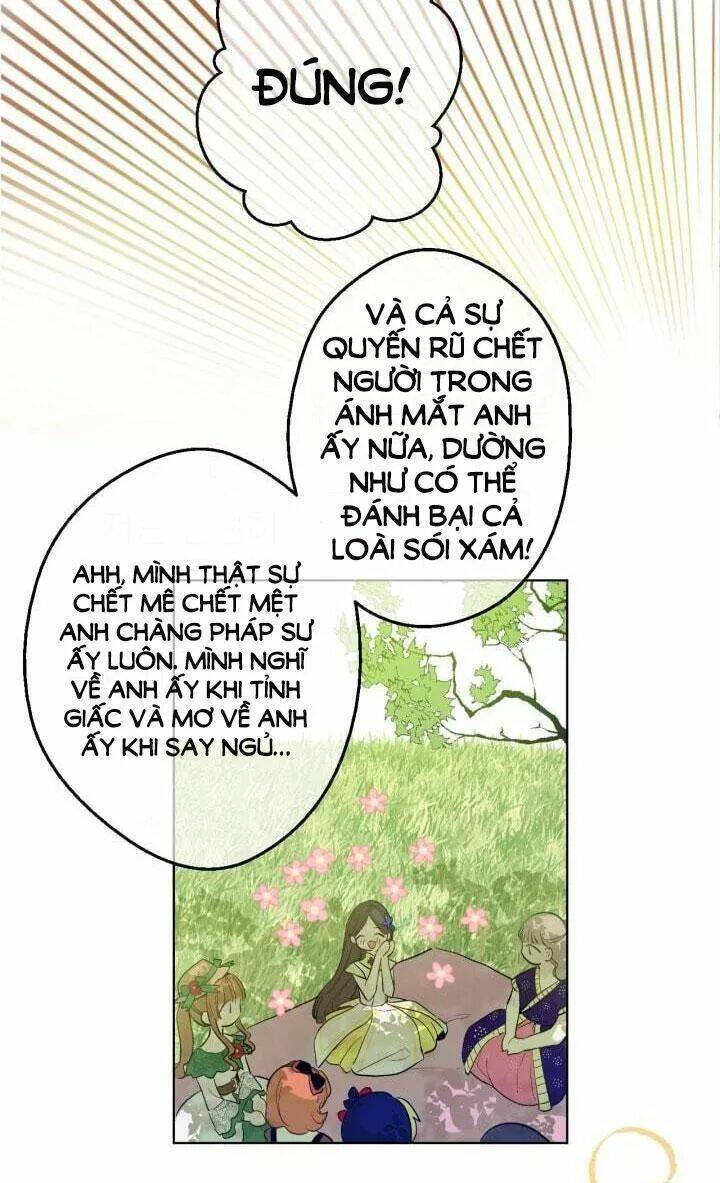 ĐÚNG!
VÀ CẢ SỰ
QUYẾN RŨ CHẾT
NGƯỜI TRONG
ÁNH MẮT ANH
ẤY NỮA, DƯỜNG
NHƯ CÓ THỂ
ĐÁNH BẠI CẢ
LOÀI SÓI XÁM!
AHH, MÌNH THẬT SỰ
CHẾT MÊ CHẾT MỆT
ANH CHÀNG PHÁP SƯ
ẤY LUÔN. MÌNH NGHĨ
VỀ ANH ẤY KHI TỈNH
GIẤC VÀ MƠ VỀ ANH
ẤY KHI SAY NGỦ...